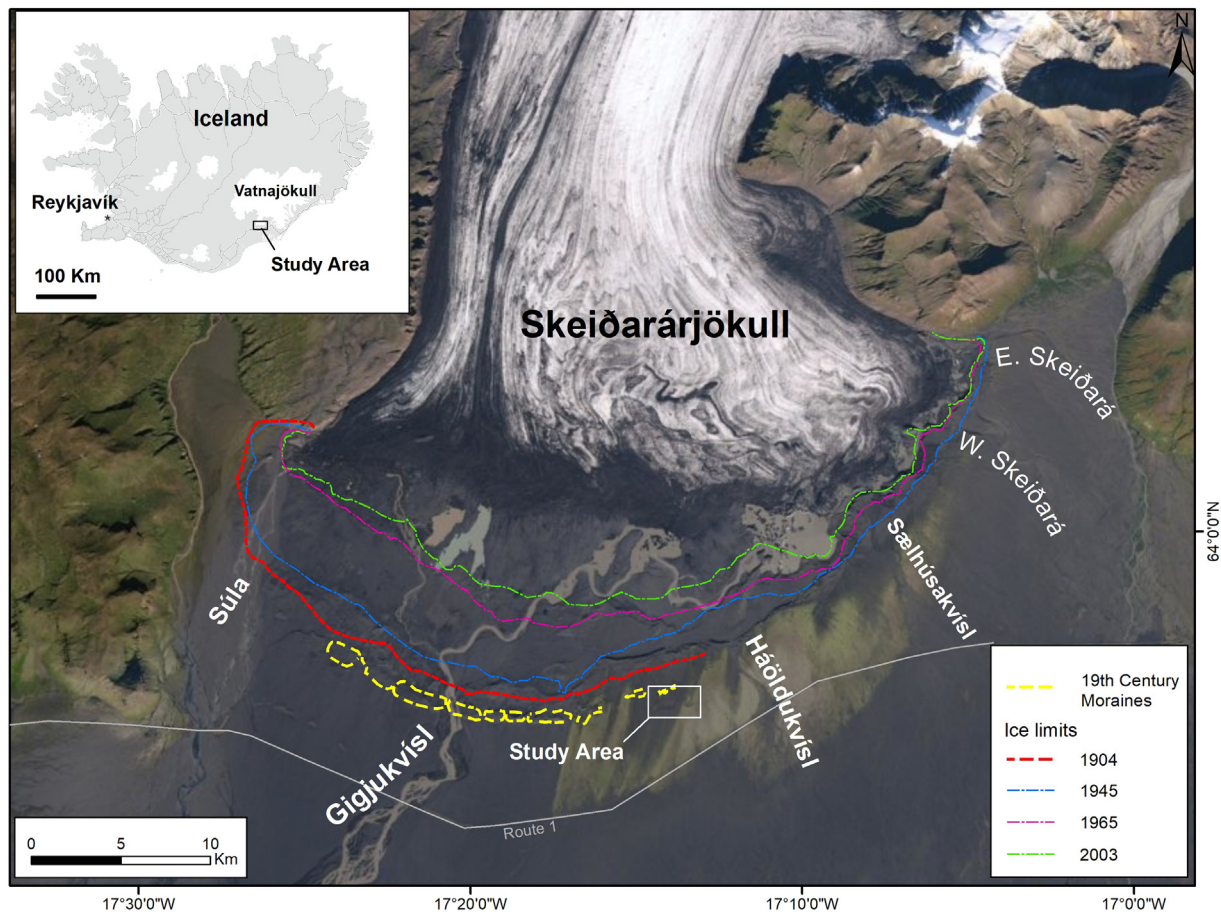 Iceland
Vatnajökull
Reykjavík
Study Area
100 Km
N
Skeiðarárjökull
E. Skeiðará
W. Skeiðará
Sælhúsakvísl
Háöldukvísl
Súla
Gigjukvísl
Study Area
Route 1
64°0'0"N
19th Century
Moraines
Ice limits
1904
1945
1965
2003
0 5 10
Km
17°30'0"W 17°20'0"W 17°10'0"W 17°0'0"W